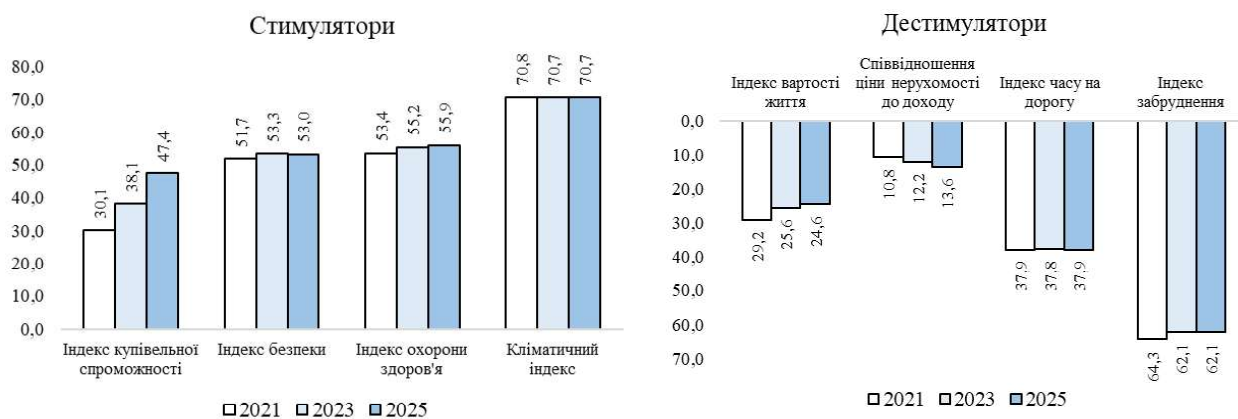 Стимулятори
80,0
70,0
60,0
50,0
40,0
30,0
20,0
10,0
0,0
30,1
38,1
47,4
51,7
53,3
53,0
53,4
55,2
55,9
70,8
70,7
70,7
Індекс купівельної
спроможності
Індекс безпеки
Індекс охорони
здоров'я
Кліматичний
індекс
2021 2023 2025
Дестимулятори
Індекс вартості
життя
Співвідношення
ціни нерухомості
до доходу
Індекс часу на
дорогу
Індекс
забруднення
0,0
10,0
20,0
30,0
40,0
50,0
60,0
70,0
29,2
25,6
24,6
10,8
12,2
13,6
37,9
37,8
37,9
64,3
62,1
62,1
2021 2023 2025